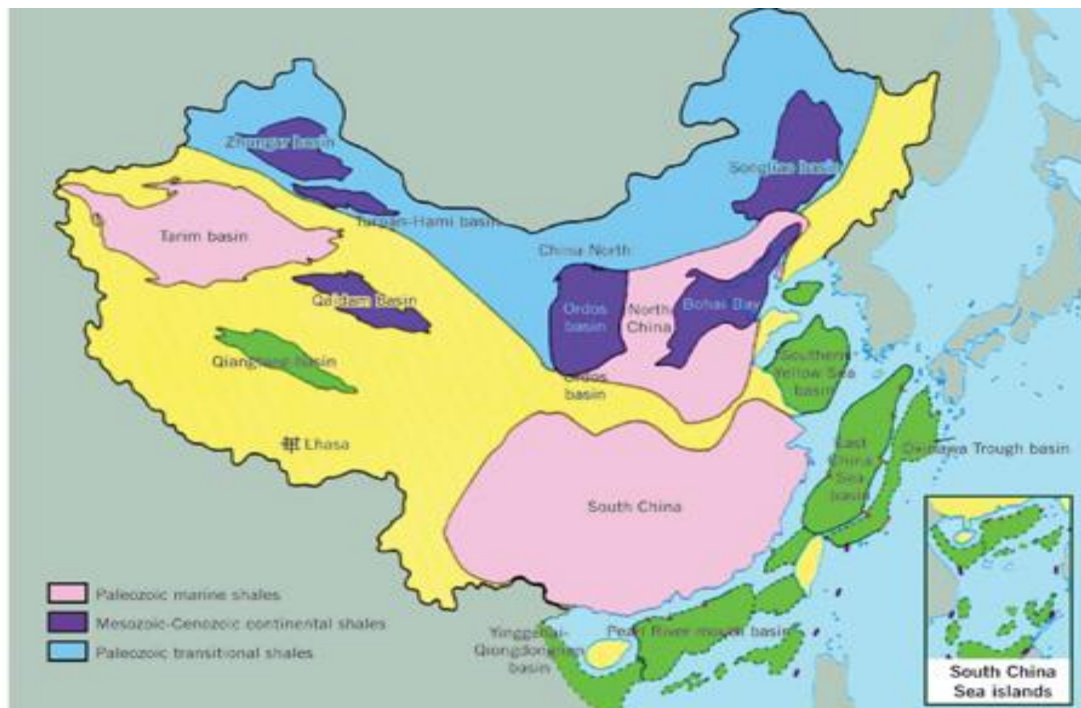 Zhungar basin
Turpan-Hami basin
Tarim basin
Songliao basin
China North
Qaidam Basin
Ordos
basin
North
China
Bohai Bay
Qiangtang basin
Ordos
basin
Southern
Yellow Sea
basin
Lhasa
East
China
Sea
basin
Okinawa Trough basin
South China
Paleozoic marine shales
Mesozoic-Cenozoic continental shales
Paleozoic transitional shales
Yinggehai-
Qiongdongnan
basin
Pearl River mouth basin
South China
Sea islands